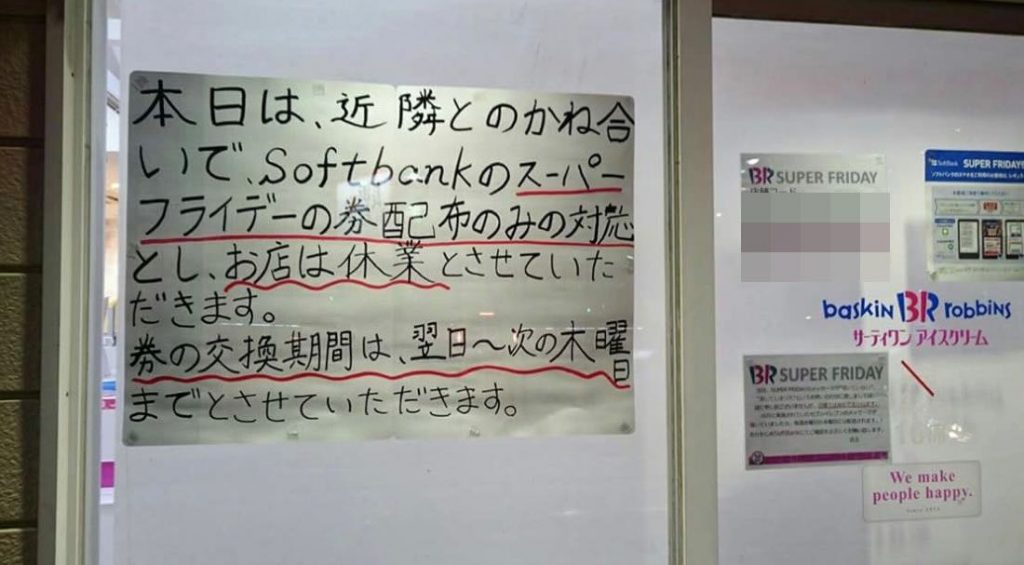 本日は、近隣とのかね合
いで、Softbankのスーパー
フライデーの券配布のみの対応
とし、お店は休業とさせていた
だきます。
券の交換期間は、翌日〜次の木曜日
までとさせていただきます。
BR SUPER FRIDAY
店舗コード
SoftBank SUPER FRIDAY
baskin BR robbins
サーティワン アイスクリーム
BR SUPER FRIDAY
We make
people happy.